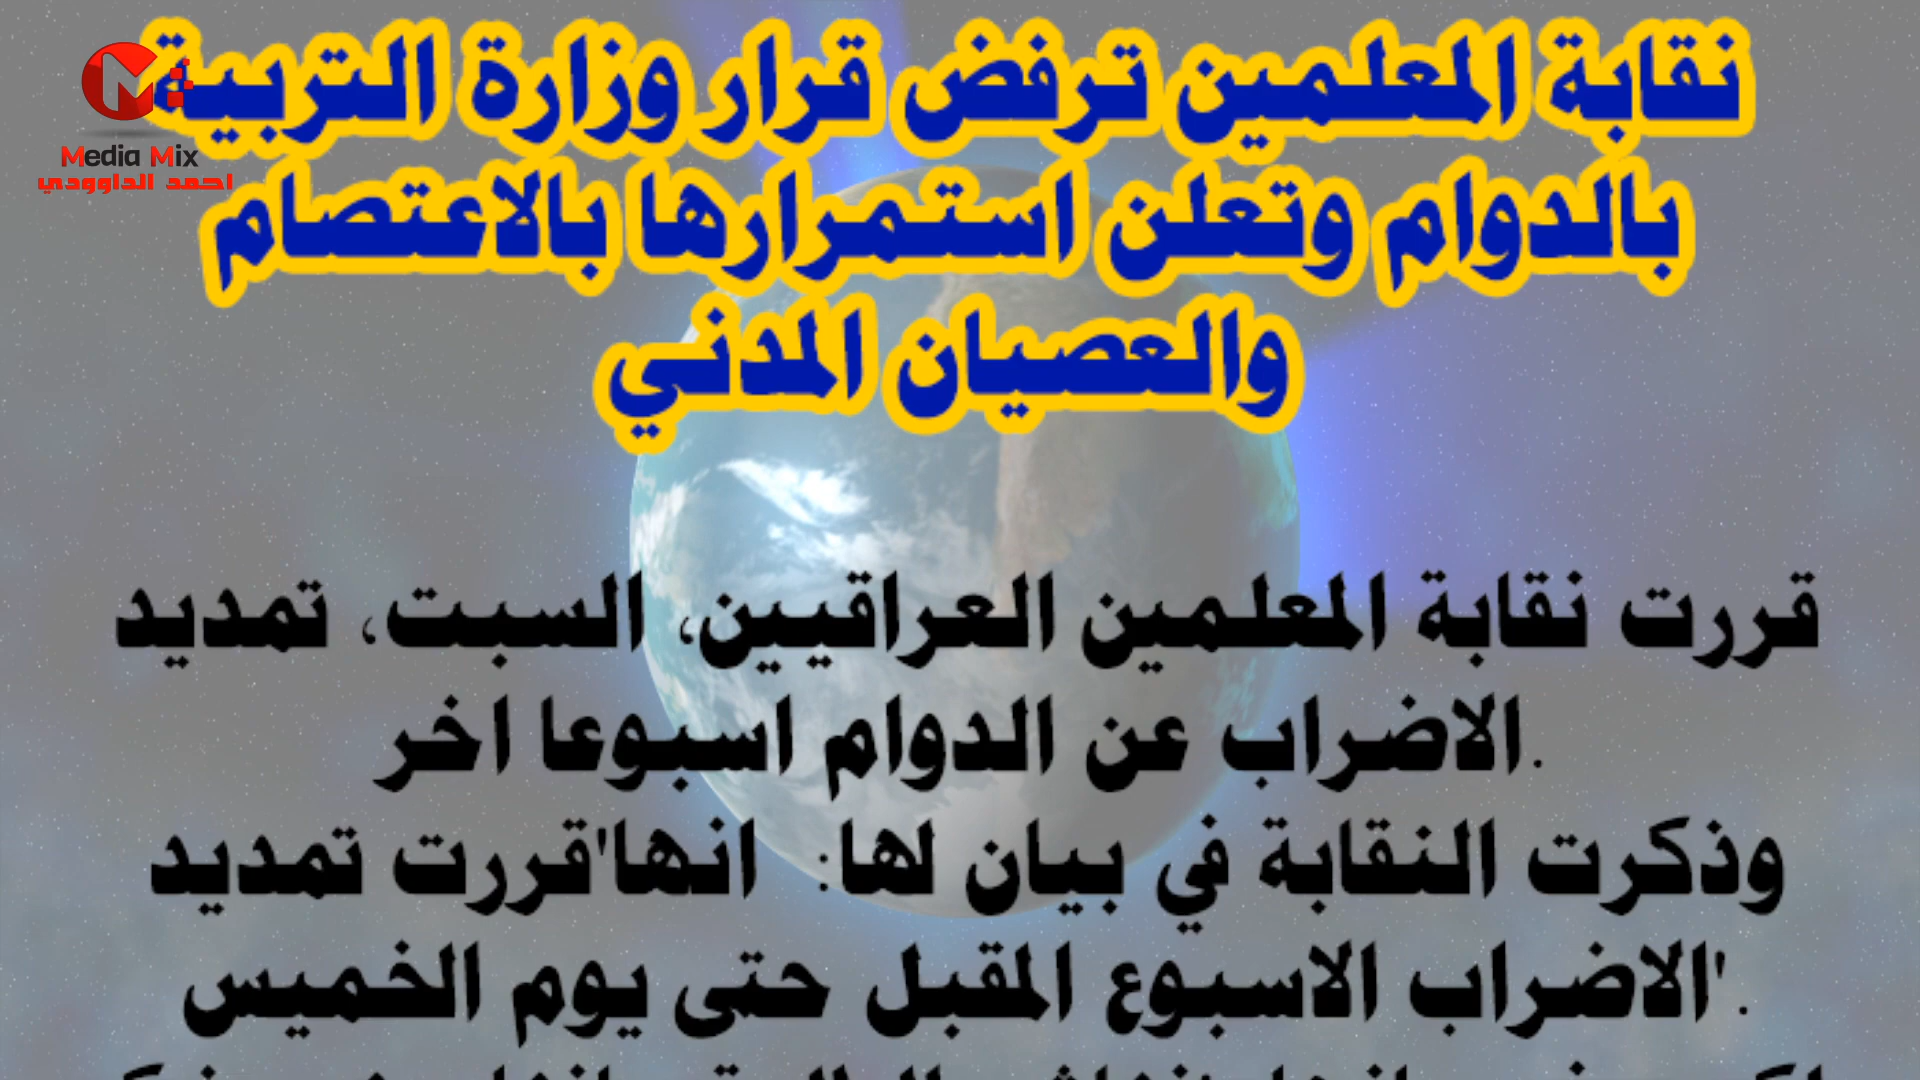 نقابة المعلمين ترفض قرار وزارة التربية
بالدوام وتعلن استمرارها بالاعتصام
والعصيان المدني
Media Mix
احمد الداوودي
قررت نقابة المعلمين العراقيين، السبت، تمديد
الاضراب عن الدوام اسبوعا اخر.
وذكرت النقابة في بيان لها: انها'قررت تمديد
الاضراب الاسبوع المقبل حتى يوم الخميس'.